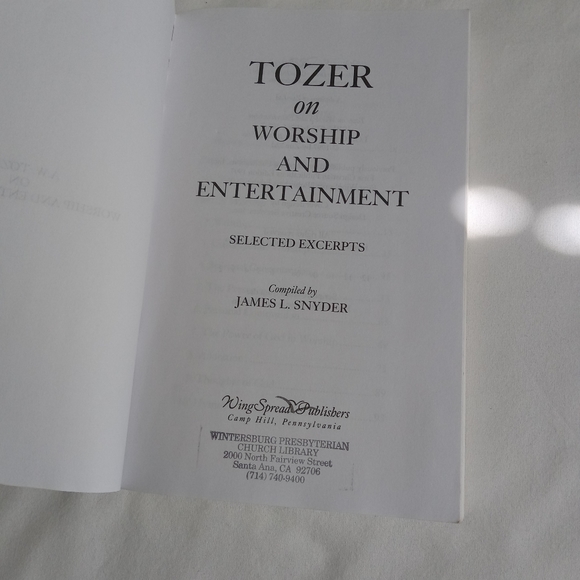 TOZER
on
WORSHIP
AND
ENTERTAINMENT
SELECTED EXCERPTS
Compiled by
JAMES L. SNYDER
WingSpread Publishers
Camp Hill, Pennsylvania
WINTERSBURG PRESBYTERIAN
CHURCH LIBRARY
2000 North Fairview Street
Santa Ana, CA 92706
(714) 740-9400